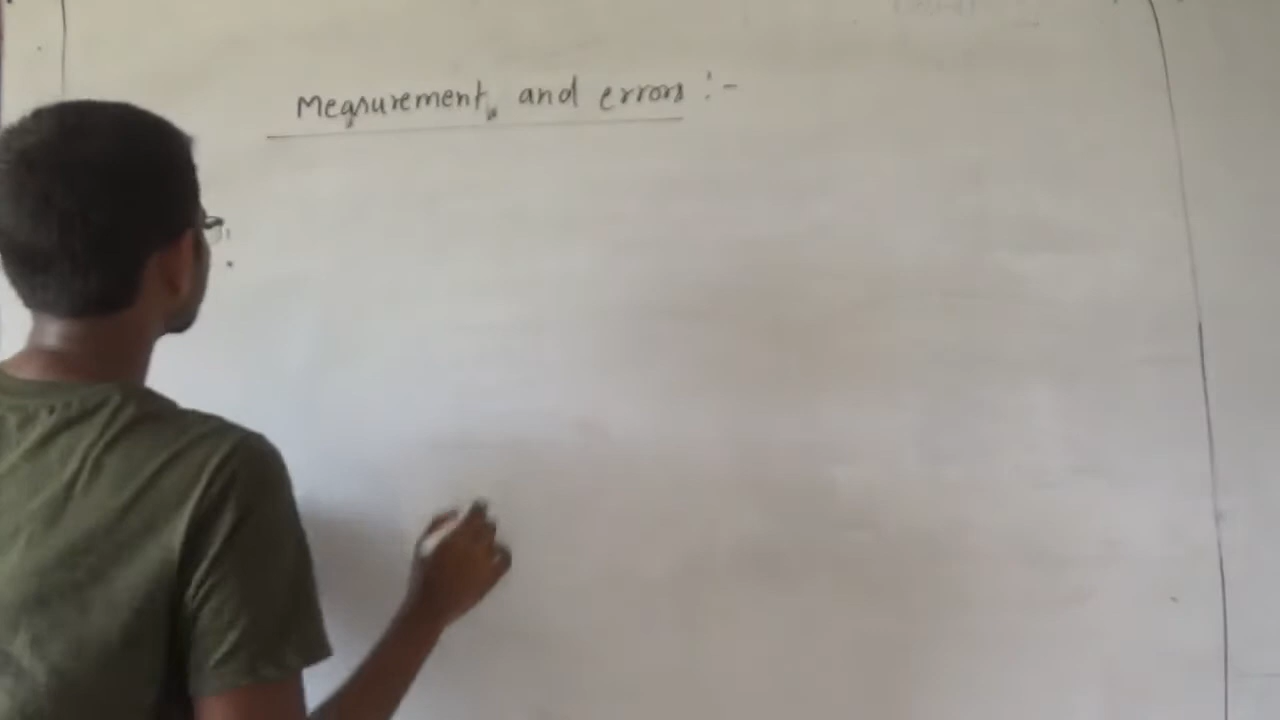 Measurement, and errors :-